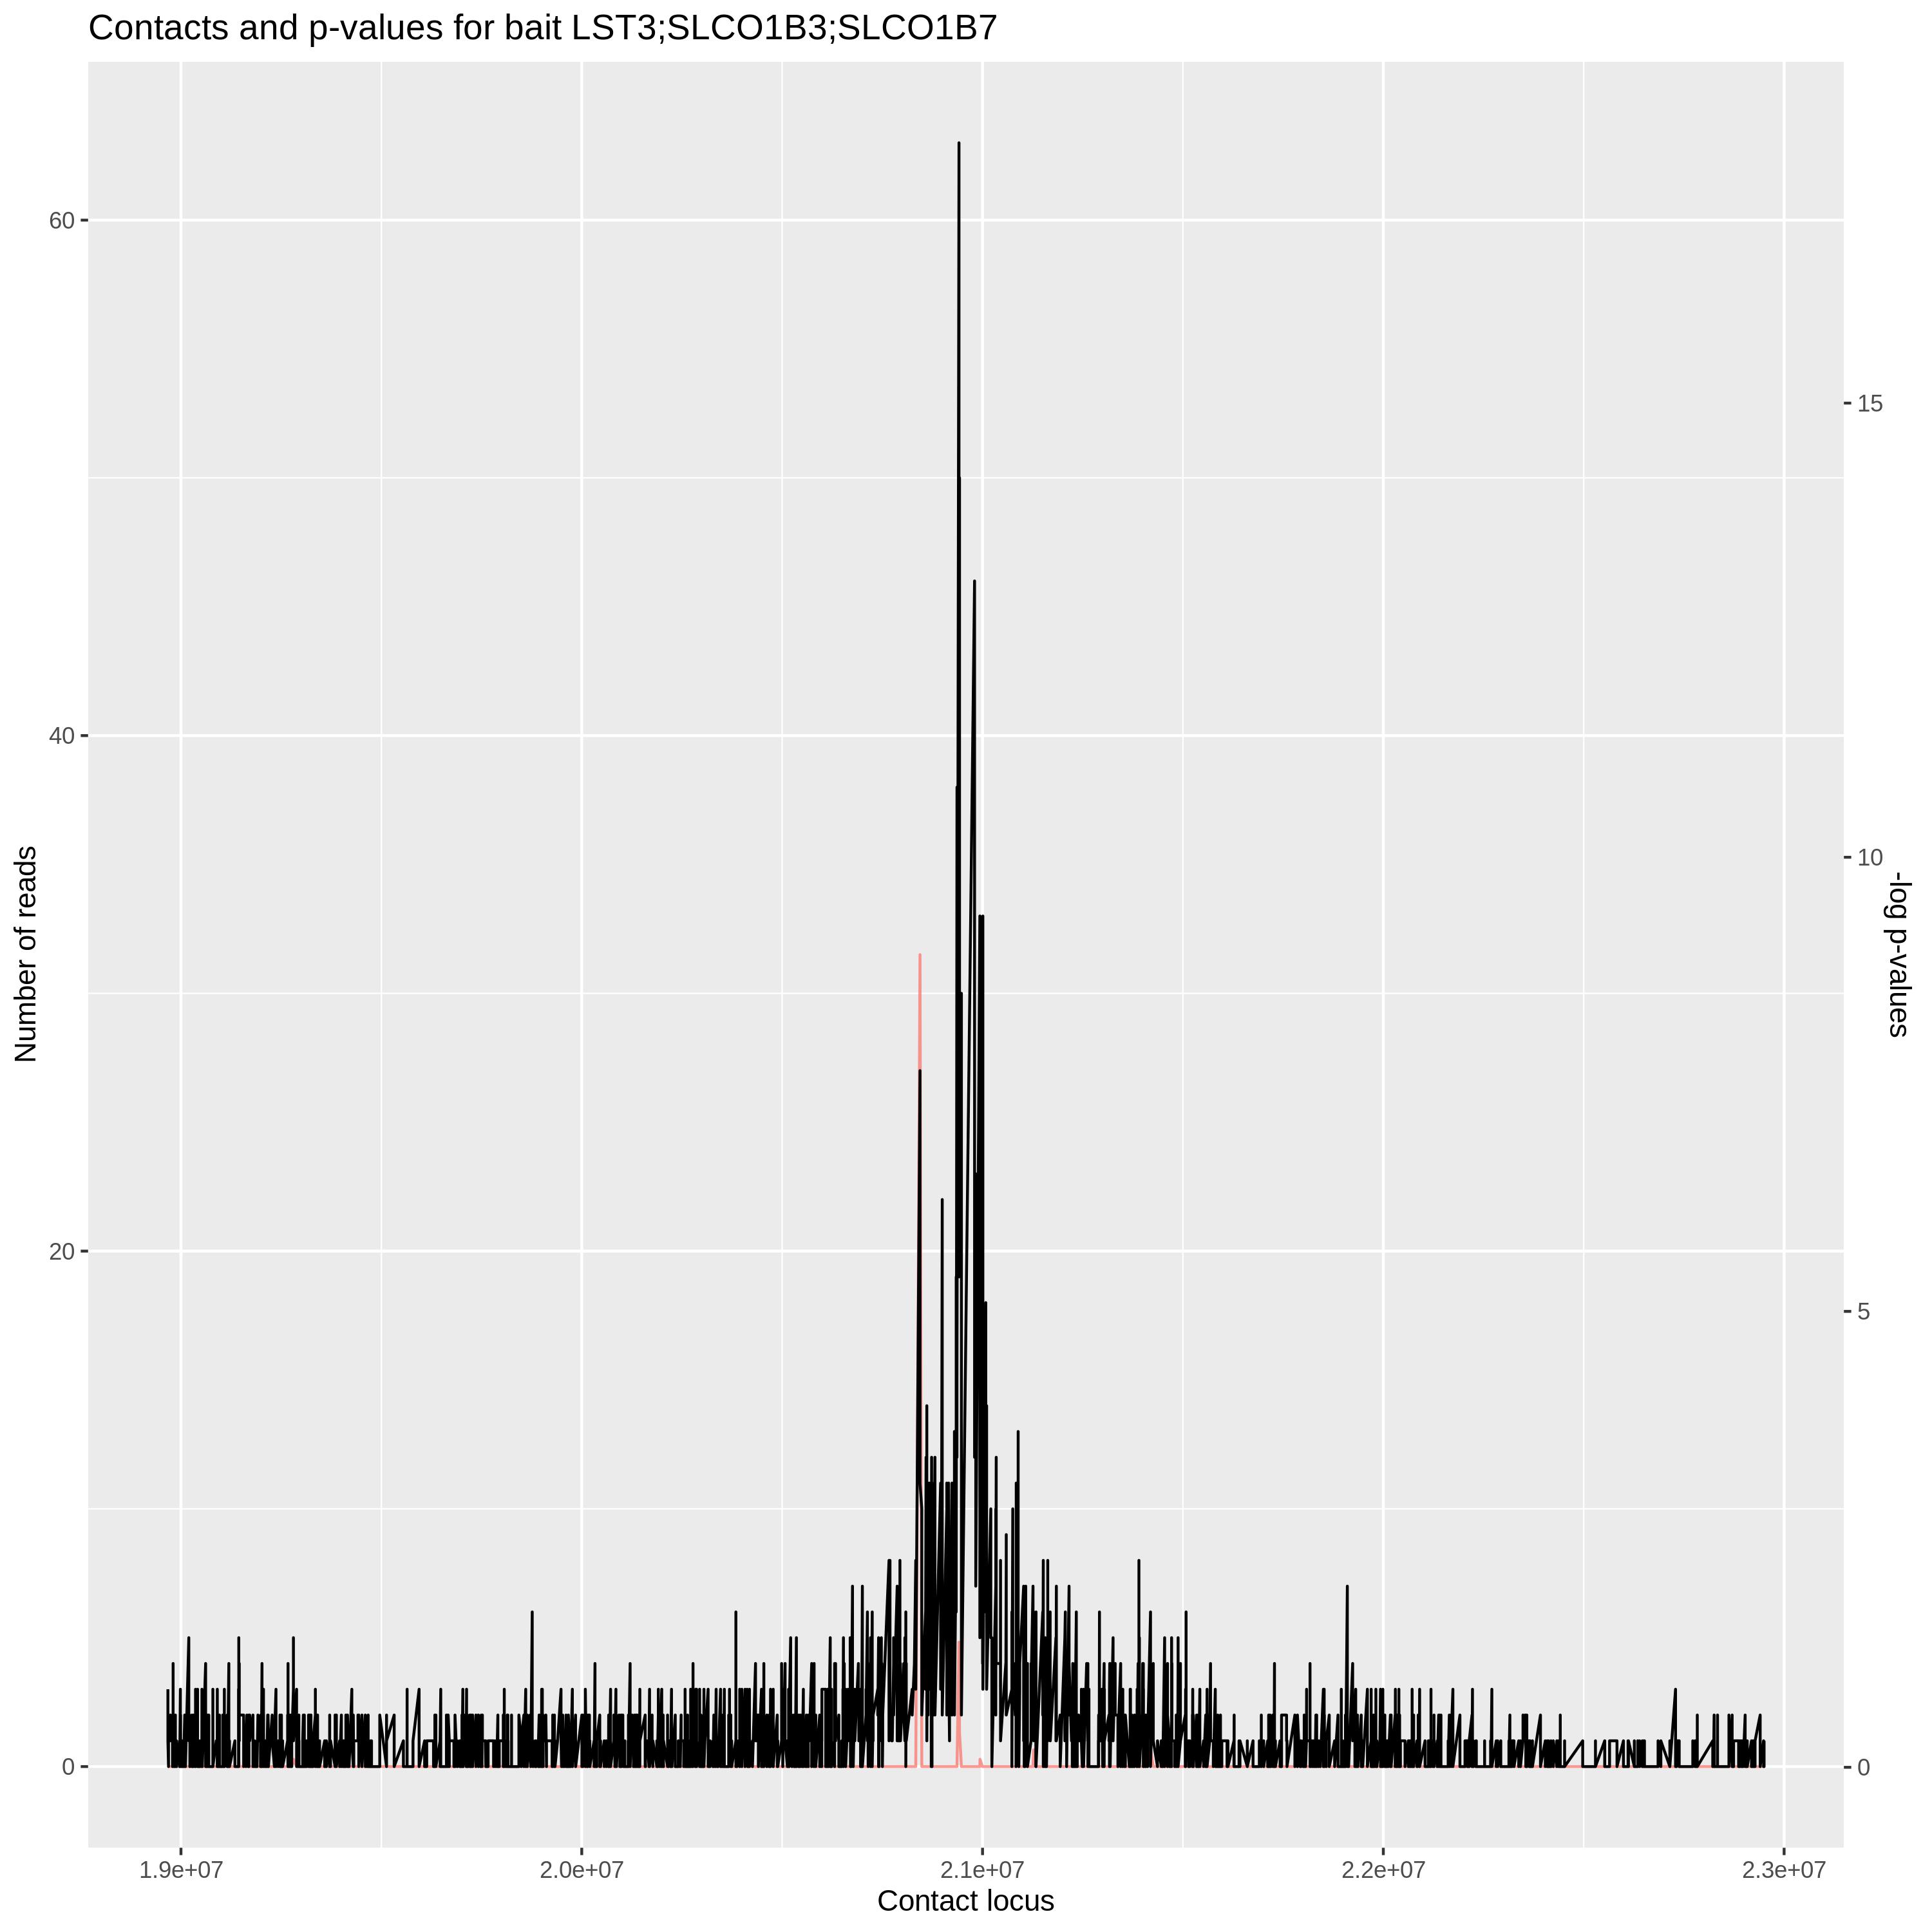 Contacts and p-values for bait LST3;SLCO1B3;SLCO1B7
60
40
20
0
Number of reads
15
10
5
0
-log p-values
1.9e+07
2.0e+07
2.1e+07
2.2e+07
2.3e+07
Contact locus